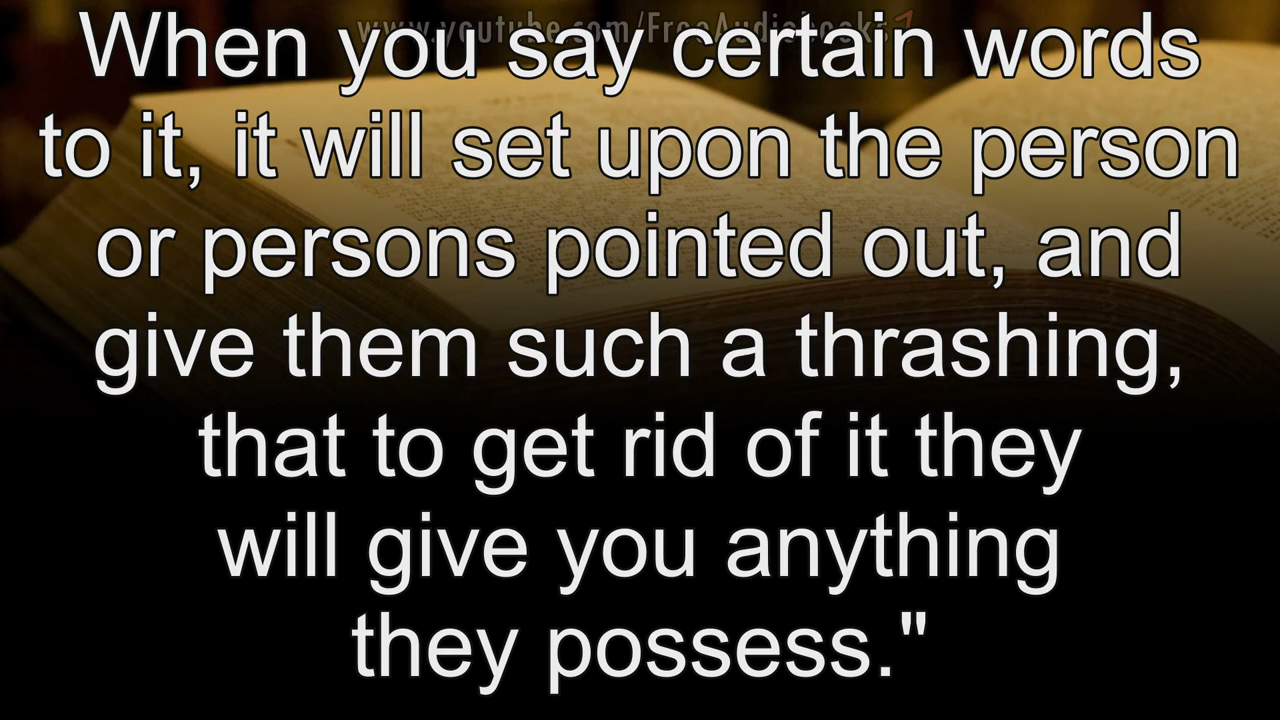 www.youtube.com/FreeAudiobooks1
When you say certain words
to it, it will set upon the person
or persons pointed out, and
give them such a thrashing,
that to get rid of it they
will give you anything
they possess."